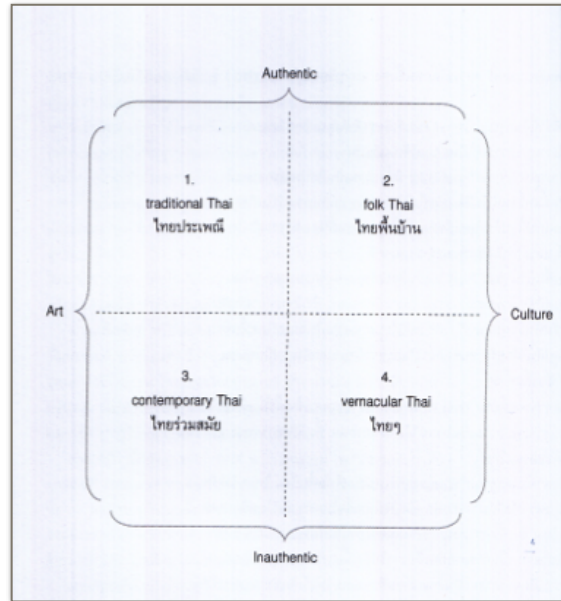 Authentic
1.
traditional Thai
ไทยประเพณี
2.
folk Thai
ไทยพื้นบ้าน
Art
Culture
3.
contemporary Thai
ไทยร่วมสมัย
4.
vernacular Thai
ไทยๆ
Inauthentic